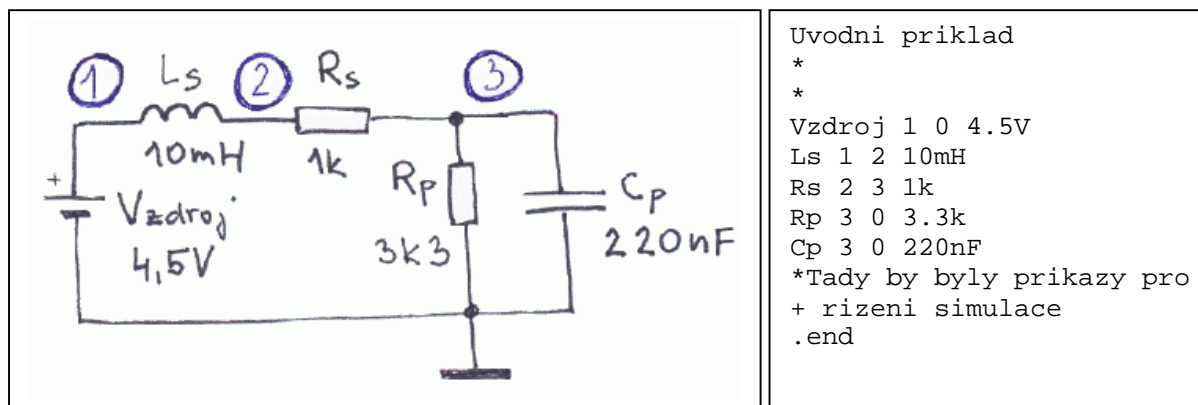 1
Ls
2
Rs
3
10mH
1k
+
Vzdroj
4,5V
Rp
3k3
Cp
220nF
Uvodni priklad
*
*
Vzdroj 1 0 4.5V
Ls 1 2 10mH
Rs 2 3 1k
Rp 3 0 3.3k
Cp 3 0 220nF
*Tady by byly prikazy pro
+ rizeni simulace
.end